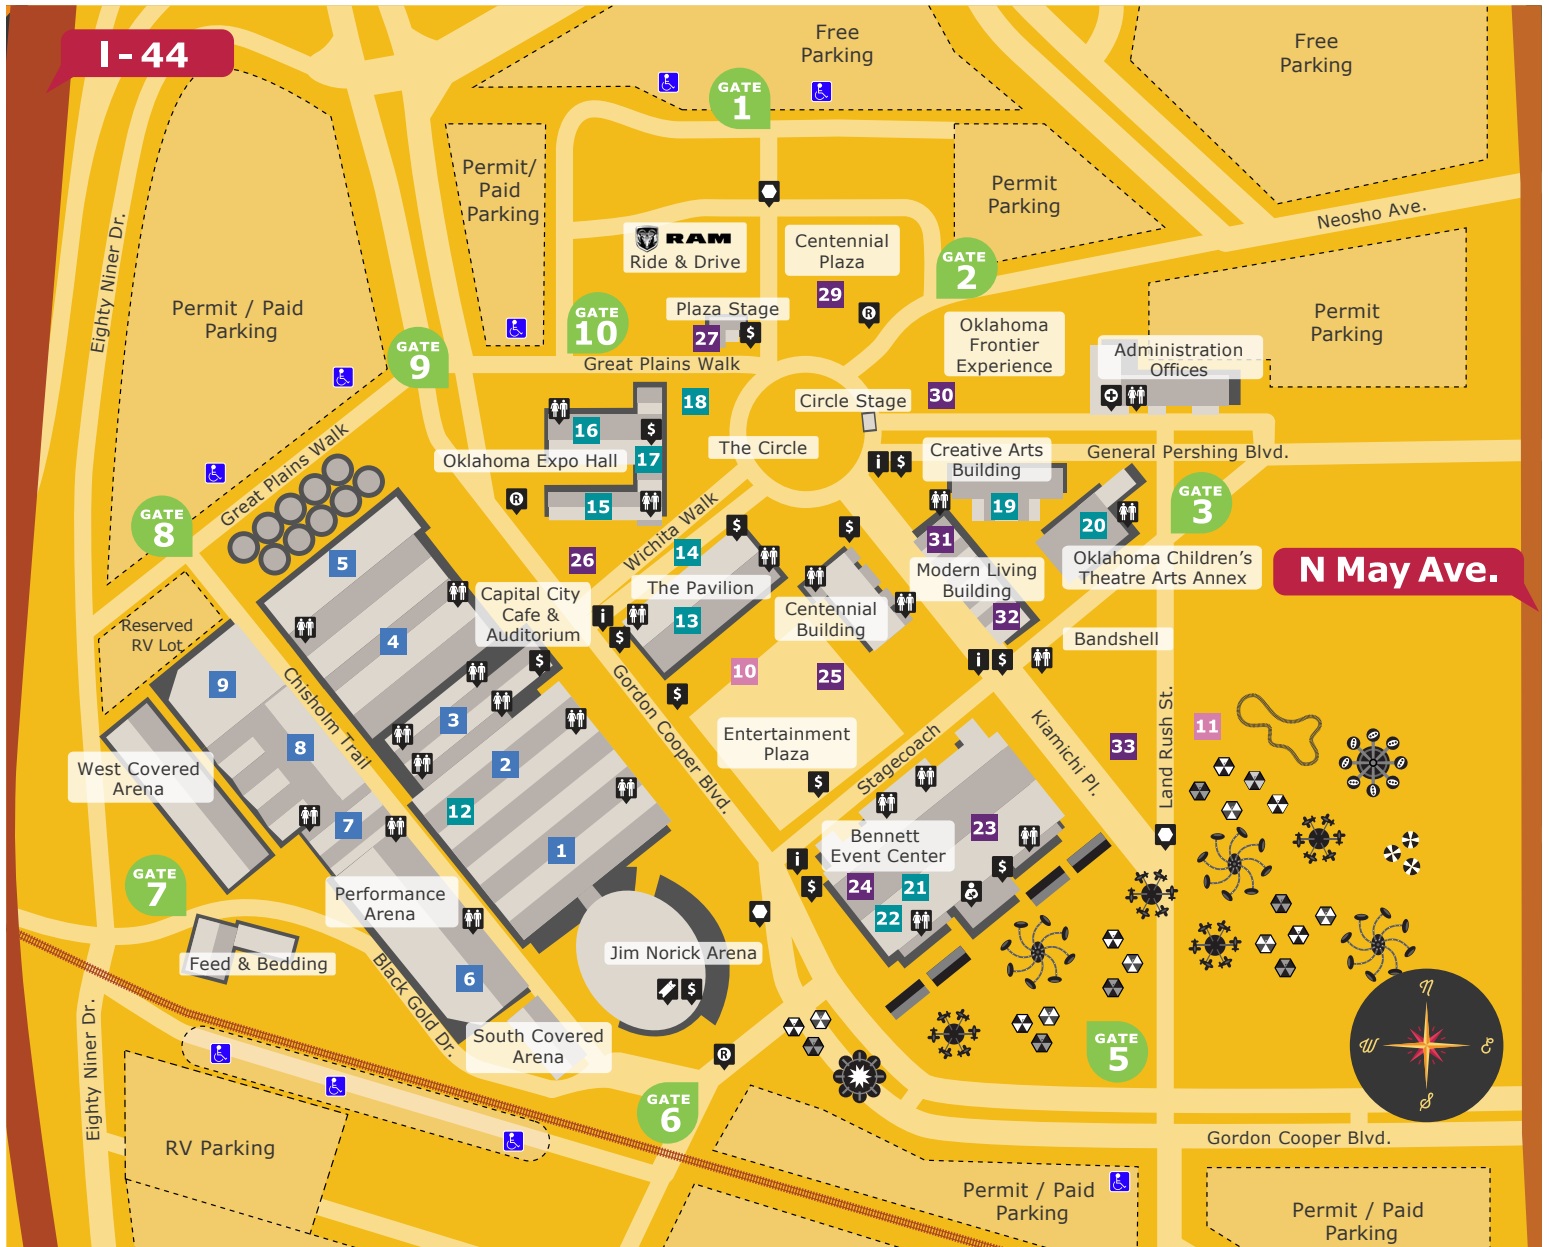 I - 44
Free
Parking
Free
Parking
GATE
1
Permit/
Paid
Parking
Permit
Parking
Neosho Ave.
Eighty Niner Dr.
RAM
Ride & Drive
Centennial
Plaza
GATE
2
29
R
Permit / Paid
Parking
GATE
10
Plaza Stage
27
$
Great Plains Walk
Oklahoma
Frontier
Experience
Permit
Parking
Administration
Offices
GATE
9
18
Circle Stage
30
16
$
The Circle
Oklahoma Expo Hall
17
i
$
Creative Arts
Building
General Pershing Blvd.
Great Plains Walk
R
15
19
GATE
3
GATE
8
Wichita Walk
$
$
20
31
14
26
5
Oklahoma Children's
Theatre Arts Annex
N May Ave.
The Pavilion
Modern Living
Building
Capital City
Cafe &
Auditorium
i
$
13
Centennial
Building
32
Reserved
RV Lot
4
Bandshell
$
i
$
10
25
9
Chisholm Trail
Gordon Cooper Blvd.
$
3
Entertainment
Plaza
Stagecoach
Kiamichi Pl.
33
Land Rush St.
11
8
2
West Covered
Arena
$
12
7
Bennett
Event Center
23
1
i
$
$
24
21
22
GATE
7
Performance
Arena
Feed & Bedding
Jim Norick Arena
$
6
Black Gold Dr.
Eighty Niner Dr.
South Covered
Arena
R
GATE
5
N
W
E
S
GATE
6
RV Parking
Gordon Cooper Blvd.
Permit / Paid
Parking
Permit / Paid
Parking